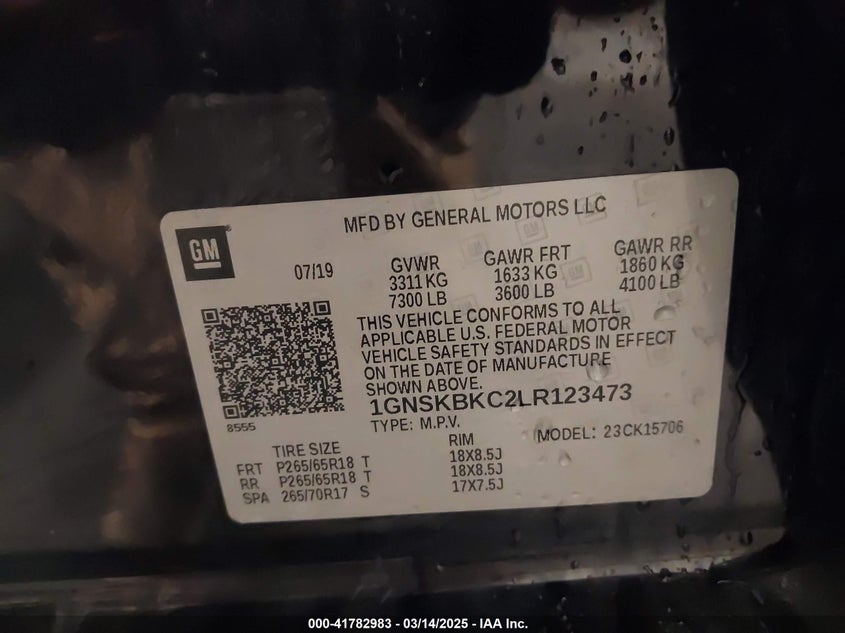 MFD BY GENERAL MOTORS LLC
GM
07/19
GVWR
3311 KG
7300 LB
GAWR FRT
1633 KG
3600 LB
GAWR RR
1860 KG
4100 LB
THIS VEHICLE CONFORMS TO ALL
APPLICABLE U.S. FEDERAL MOTOR
VEHICLE SAFETY STANDARDS IN EFFECT
ON THE DATE OF MANUFACTURE
SHOWN ABOVE.
1GNSKBKC2LR123473
8555
TYPE: M.P.V.
MODEL: 23CK15706
TIRE SIZE RIM
FRT P265/65R18 T 18X8.5J
RR P265/65R18 T 18X8.5J
SPA 265/70R17 S 17X7.5J
000-41782983 - 03/14/2025 - IAA Inc.